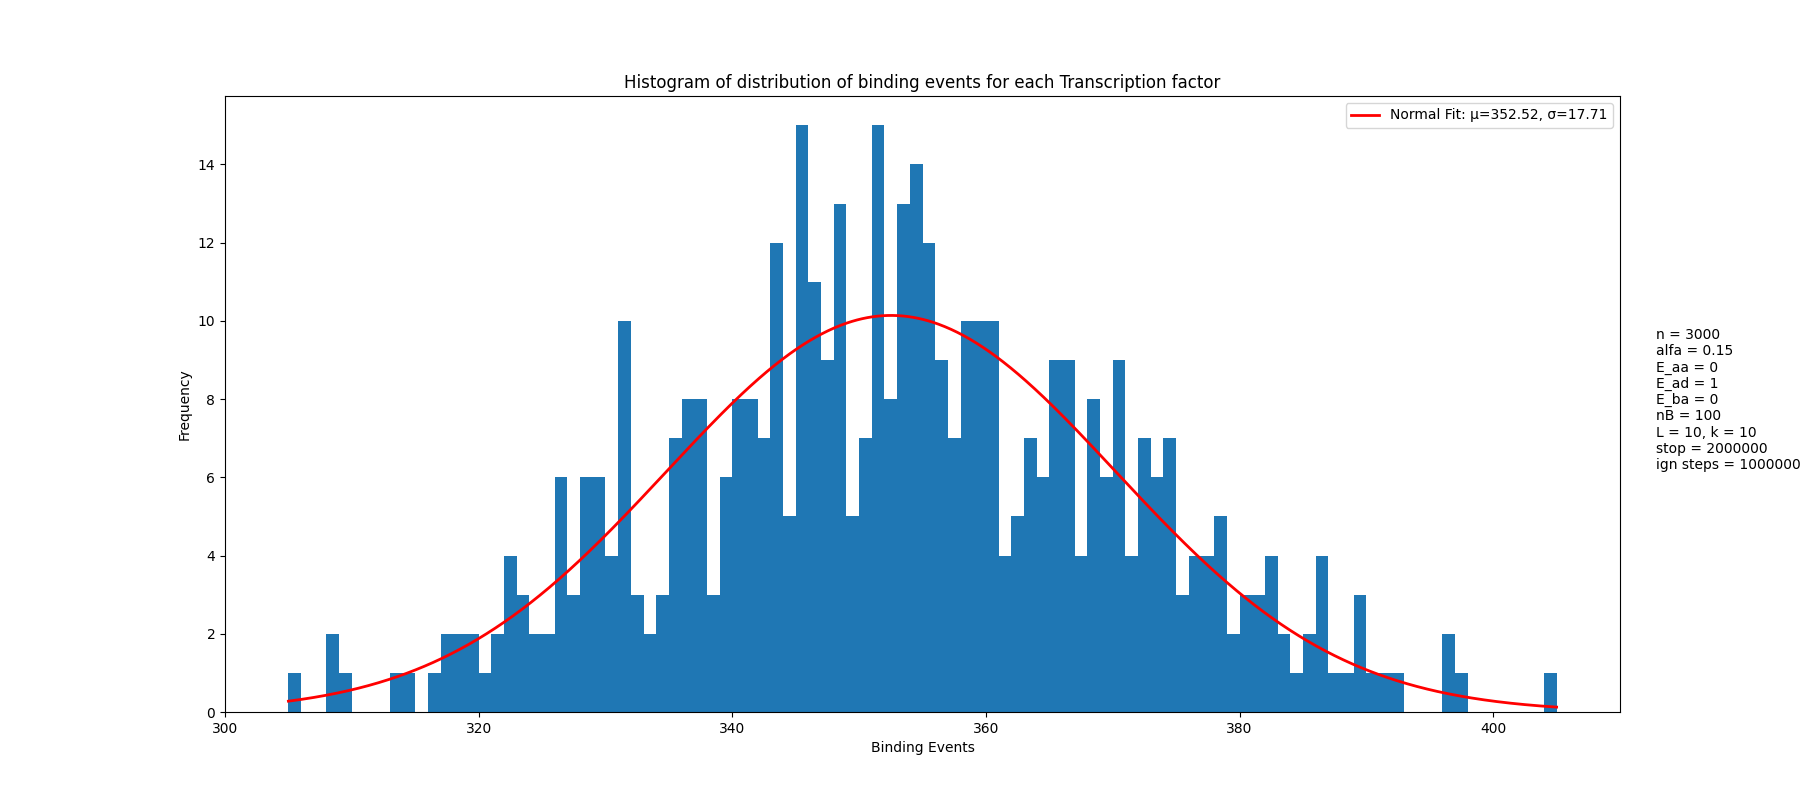 Histogram of distribution of binding events for each Transcription factor
Normal Fit: μ=352.52, σ=17.71
14
12
10
8
6
4
2
0
Frequency
300 320 340 360 380 400
Binding Events
n = 3000
alfa = 0.15
E_aa = 0
E_ad = 1
E_ba = 0
nB = 100
L = 10, k = 10
stop = 2000000
ign steps = 1000000